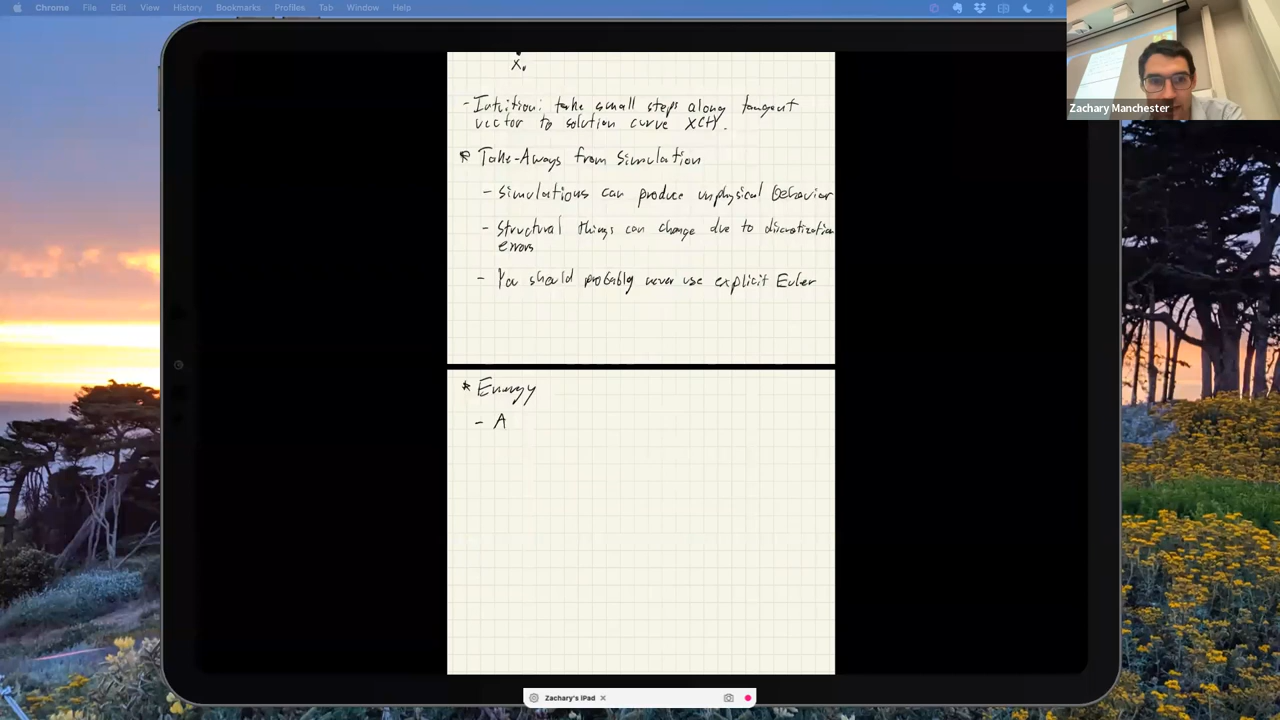 Chrome File Edit View History Bookmarks Profiles Tab Window Help
Zachary Manchester
X₀
- Intuition: take small steps along tangent
vector to solution curve X(t).
* Take-Aways from Simulation
- Simulations can produce unphysical behavior
- Structural things can change due to discretization
errors
- You should probably never use explicit Euler
* Energy
- A
Zachary's iPad